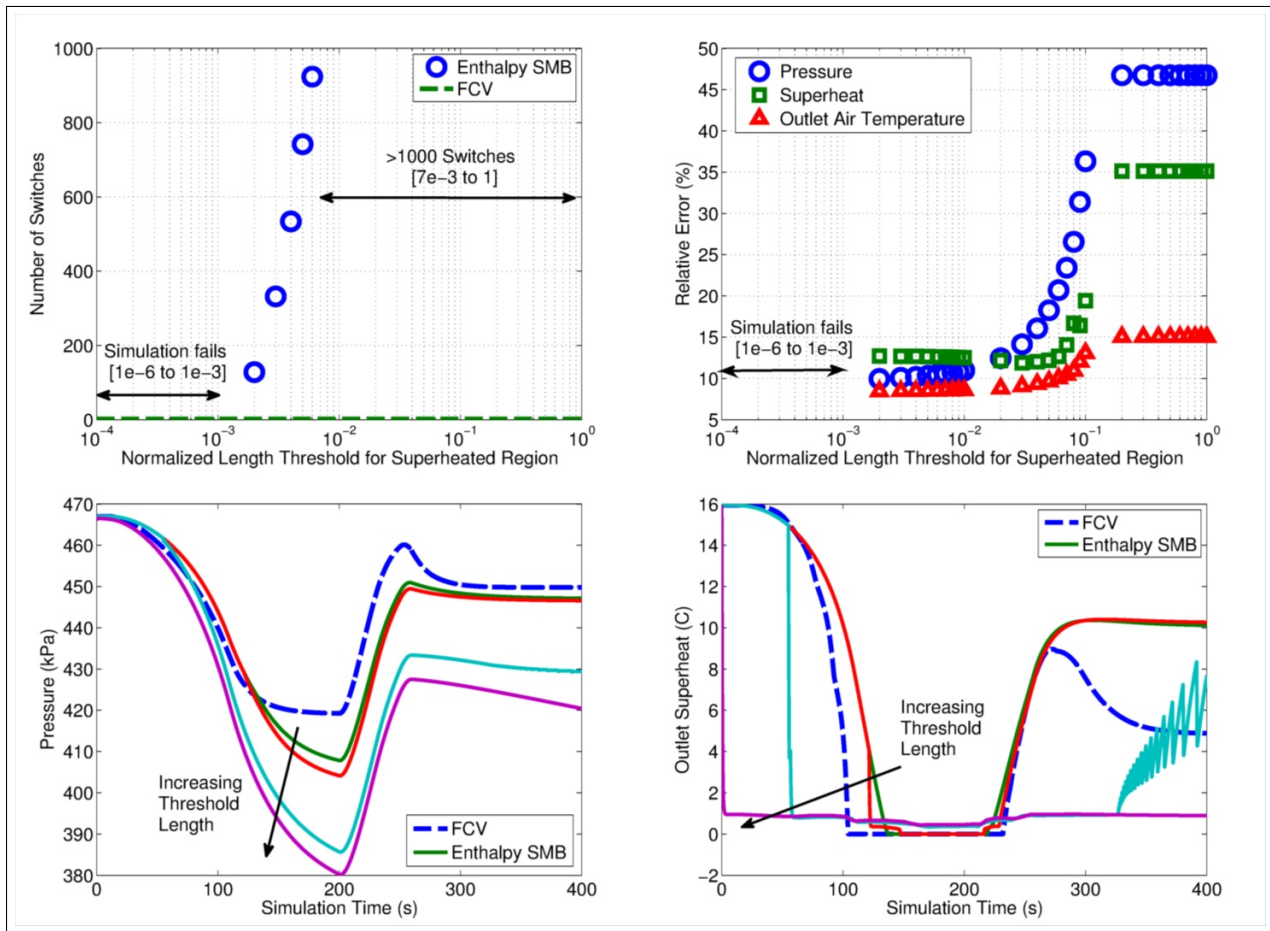 1000
800
600
400
200
0
Number of Switches
Enthalpy SMB
FCV
>1000 Switches
[7e−3 to 1]
Simulation fails
[1e−6 to 1e−3]
10−4 10−3 10−2 10−1 100
Normalized Length Threshold for Superheated Region
50
45
40
35
30
25
20
15
10
5
Relative Error (%)
Pressure
Superheat
Outlet Air Temperature
Simulation fails
[1e−6 to 1e−3]
10−4 10−3 10−2 10−1 100
Normalized Length Threshold for Superheated Region
470
460
450
440
430
420
410
400
390
380
Pressure (kPa)
Increasing
Threshold
Length
FCV
Enthalpy SMB
0 100 200 300 400
Simulation Time (s)
16
14
12
10
8
6
4
2
0
−2
Outlet Superheat (C)
FCV
Enthalpy SMB
Increasing
Threshold
Length
0 100 200 300 400
Simulation Time (s)